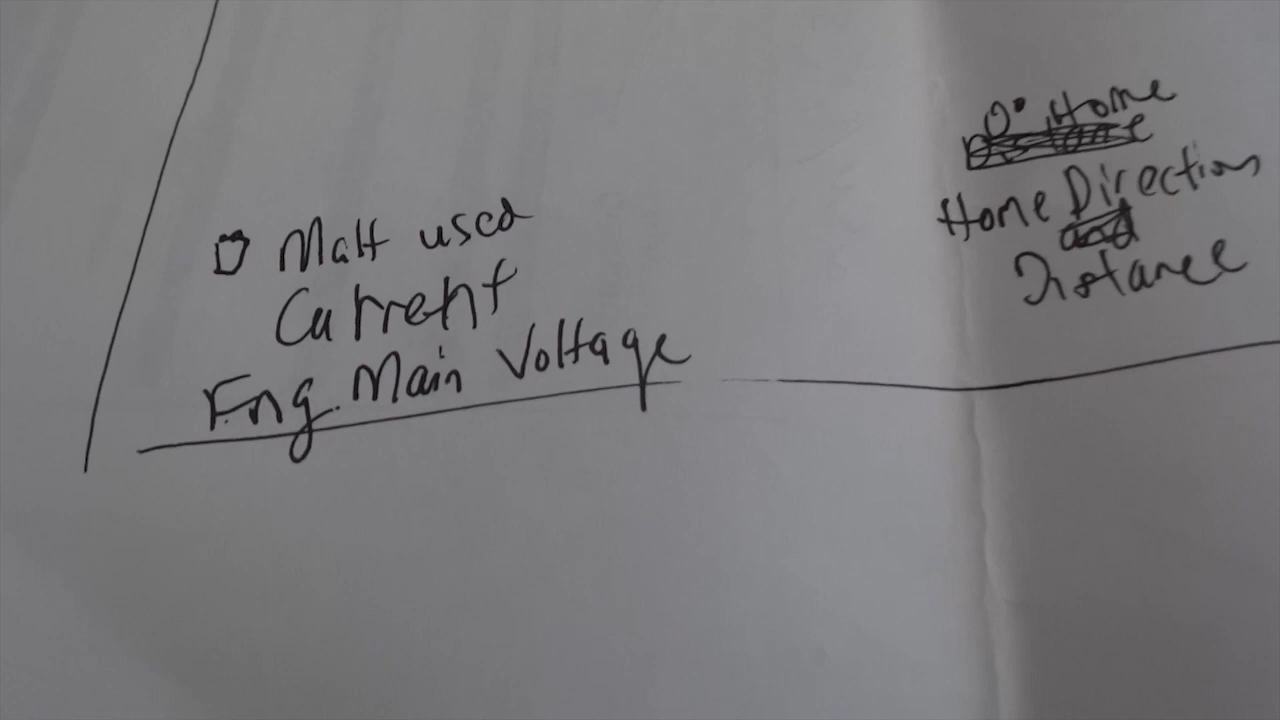 Malt used
Current
Eng. Main Voltage
0° Home
Home Direction
Distance